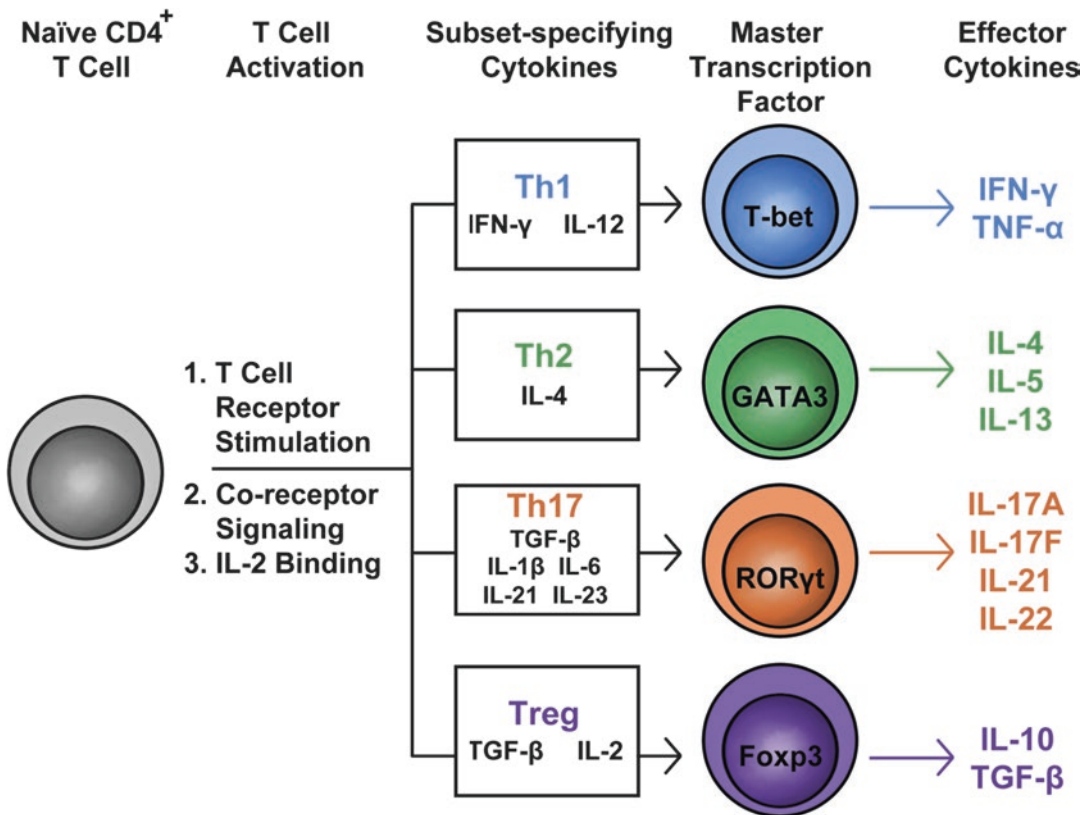 Naïve CD4+
T Cell
T Cell
Activation
Subset-specifying
Cytokines
Master
Transcription
Factor
Effector
Cytokines
1. T Cell
Receptor
Stimulation
2. Co-receptor
Signaling
3. IL-2 Binding
Th1
IFN-γ IL-12
T-bet
IFN-γ
TNF-α
Th2
IL-4
GATA3
IL-4
IL-5
IL-13
Th17
TGF-β
IL-1β IL-6
IL-21 IL-23
RORγt
IL-17A
IL-17F
IL-21
IL-22
Treg
TGF-β IL-2
Foxp3
IL-10
TGF-β